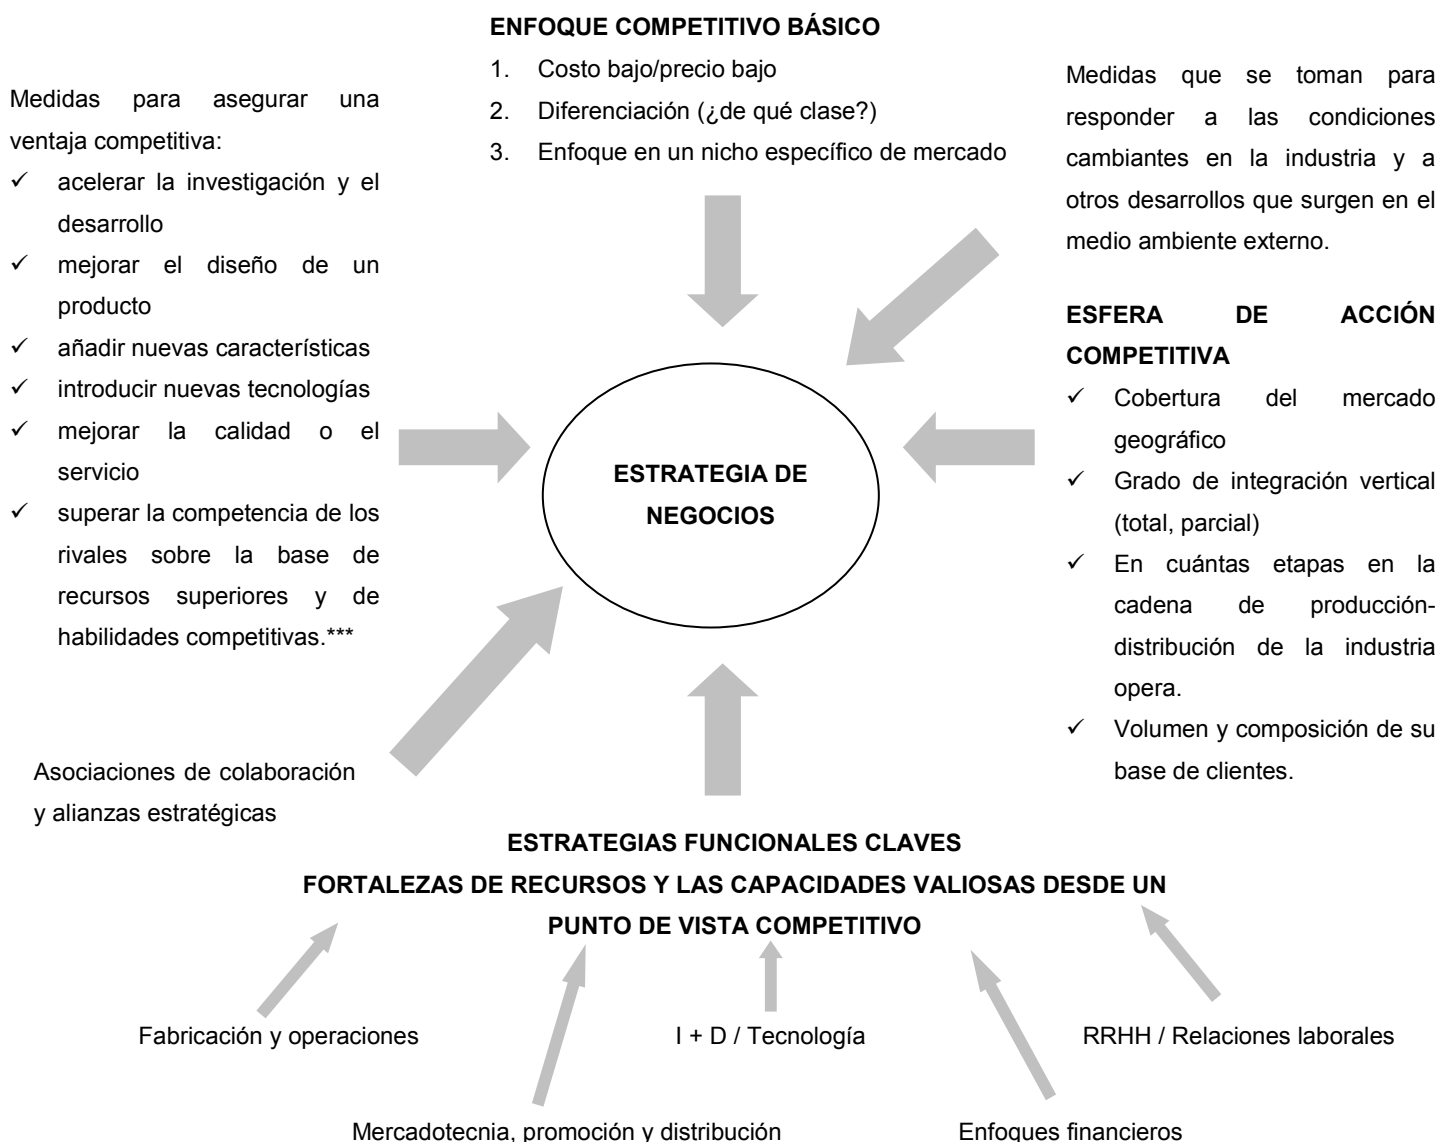 ENFOQUE COMPETITIVO BÁSICO
1. Costo bajo/precio bajo
2. Diferenciación (¿de qué clase?)
3. Enfoque en un nicho específico de mercado
Medidas para asegurar una
ventaja competitiva:
✓ acelerar la investigación y el
desarrollo
✓ mejorar el diseño de un
producto
✓ añadir nuevas características
✓ introducir nuevas tecnologías
✓ mejorar la calidad o el
servicio
✓ superar la competencia de los
rivales sobre la base de
recursos superiores y de
habilidades competitivas.***
Medidas que se toman para
responder a las condiciones
cambiantes en la industria y a
otros desarrollos que surgen en el
medio ambiente externo.
ESFERA DE ACCIÓN
COMPETITIVA
✓ Cobertura del mercado
geográfico
✓ Grado de integración vertical
(total, parcial)
✓ En cuántas etapas en la
cadena de producción-
distribución de la industria
opera.
✓ Volumen y composición de su
base de clientes.
ESTRATEGIA DE
NEGOCIOS
Asociaciones de colaboración
y alianzas estratégicas
ESTRATEGIAS FUNCIONALES CLAVES
FORTALEZAS DE RECURSOS Y LAS CAPACIDADES VALIOSAS DESDE UN
PUNTO DE VISTA COMPETITIVO
Fabricación y operaciones
I + D / Tecnología
RRHH / Relaciones laborales
Mercadotecnia, promoción y distribución
Enfoques financieros